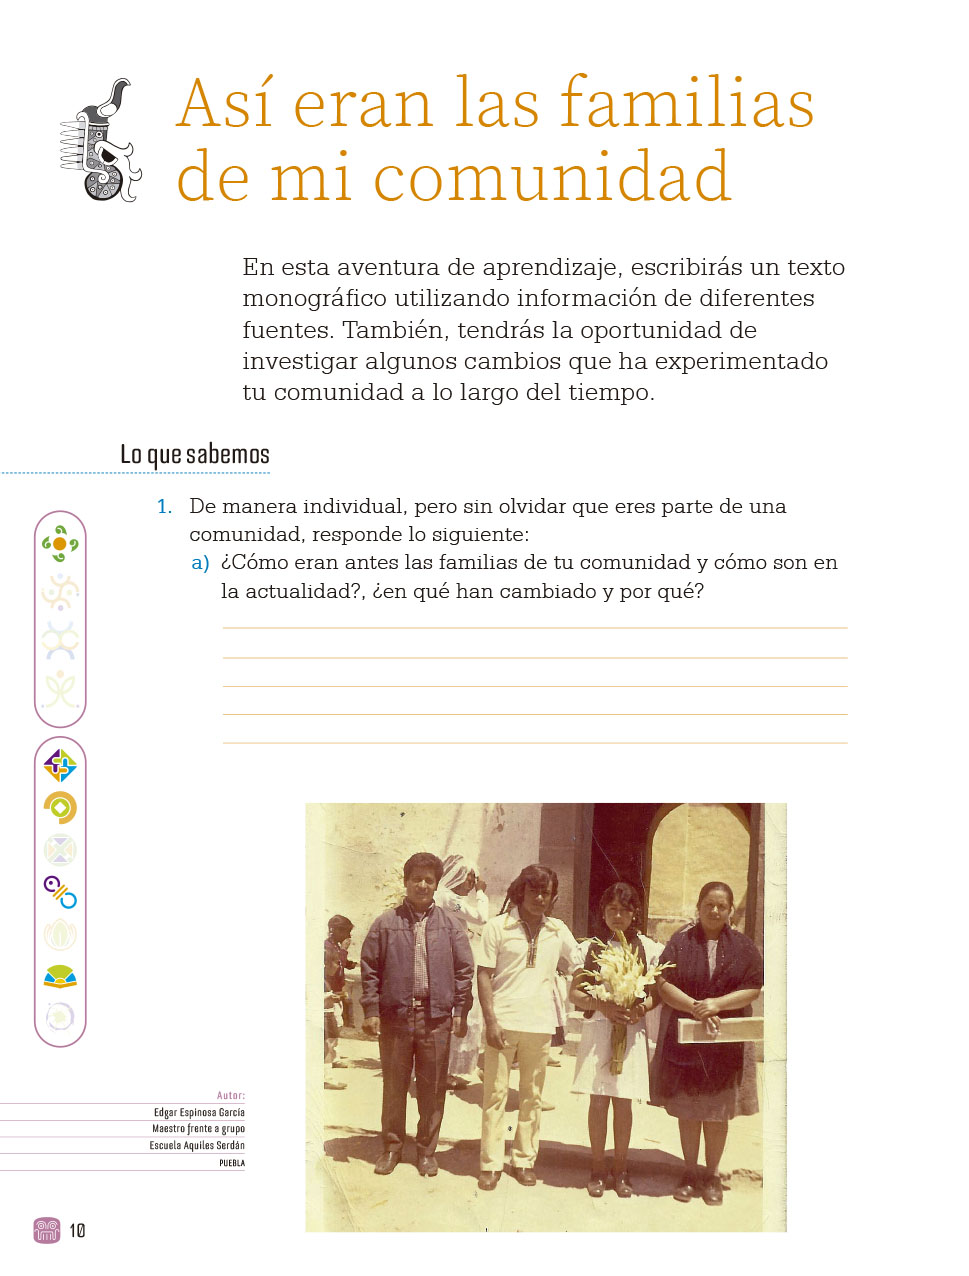 Así eran las familias
de mi comunidad
En esta aventura de aprendizaje, escribirás un texto
monográfico utilizando información de diferentes
fuentes. También, tendrás la oportunidad de
investigar algunos cambios que ha experimentado
tu comunidad a lo largo del tiempo.
Lo que sabemos
1. De manera individual, pero sin olvidar que eres parte de una
comunidad, responde lo siguiente:
a) ¿Cómo eran antes las familias de tu comunidad y cómo son en
la actualidad?, ¿en qué han cambiado y por qué?
Autor:
Edgar Espinosa García
Maestro frente a grupo
Escuela Aquiles Serdán
PUEBLA
10